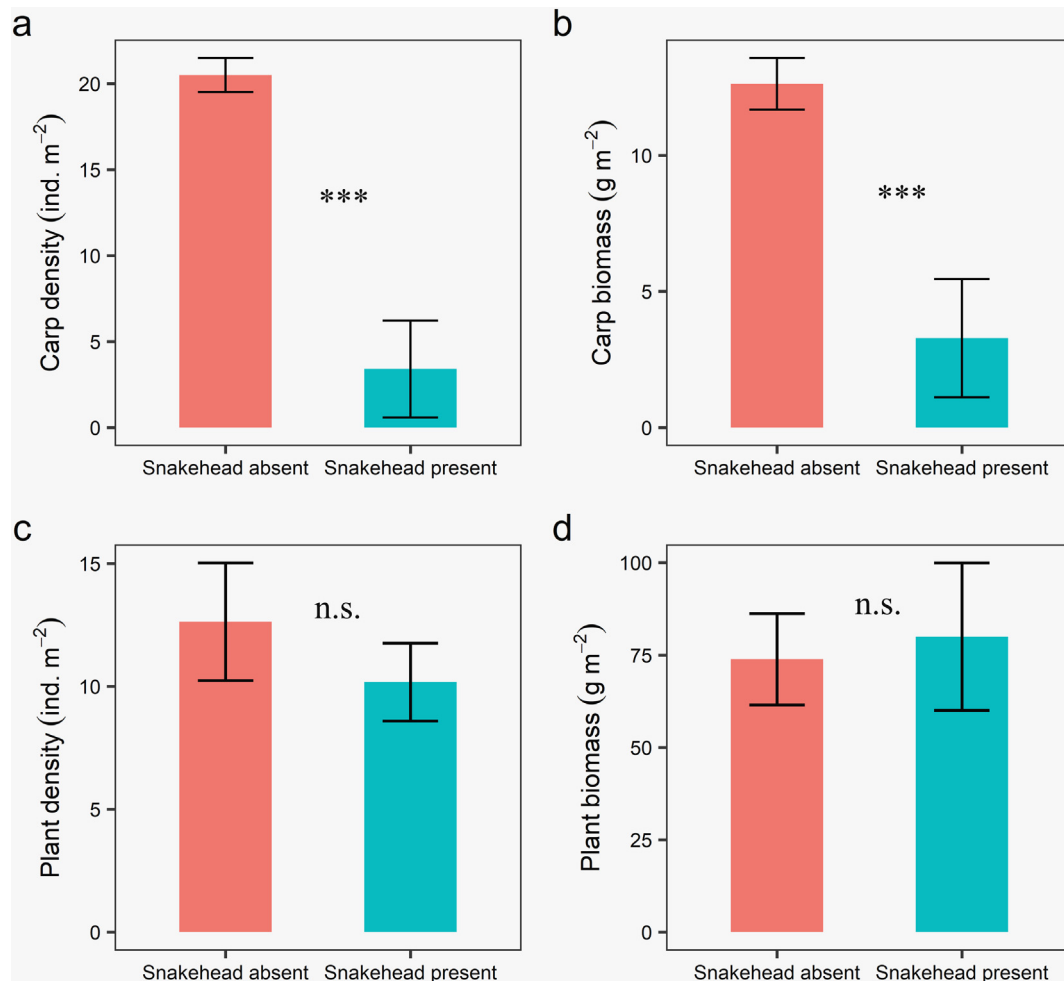 a
Carp density (ind. m⁻²)
20
15
10
5
0
***
Snakehead absent
Snakehead present
b
Carp biomass (g m⁻²)
10
5
0
***
Snakehead absent
Snakehead present
c
Plant density (ind. m⁻²)
15
10
5
0
n.s.
Snakehead absent
Snakehead present
d
Plant biomass (g m⁻²)
100
75
50
25
0
n.s.
Snakehead absent
Snakehead present